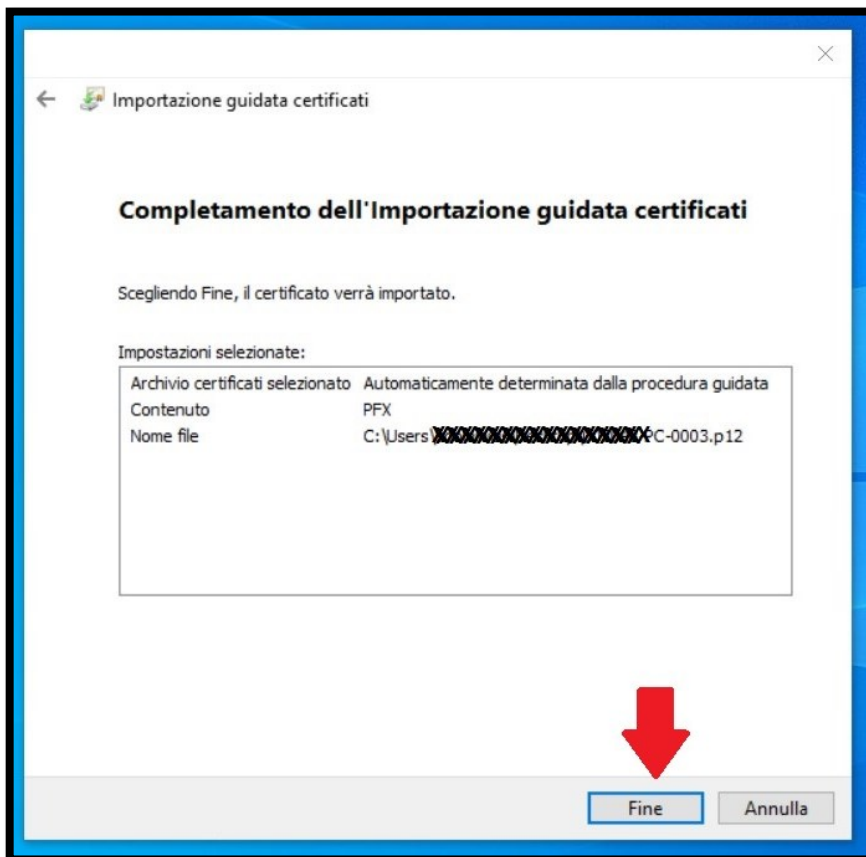 Importazione guidata certificati
Completamento dell'Importazione guidata certificati
Scegliendo Fine, il certificato verrà importato.
Impostazioni selezionate:
Archivio certificati selezionato Automaticamente determinata dalla procedura guidata
Contenuto PFX
Nome file C:\Users\ PC-0003.p12
Fine Annulla